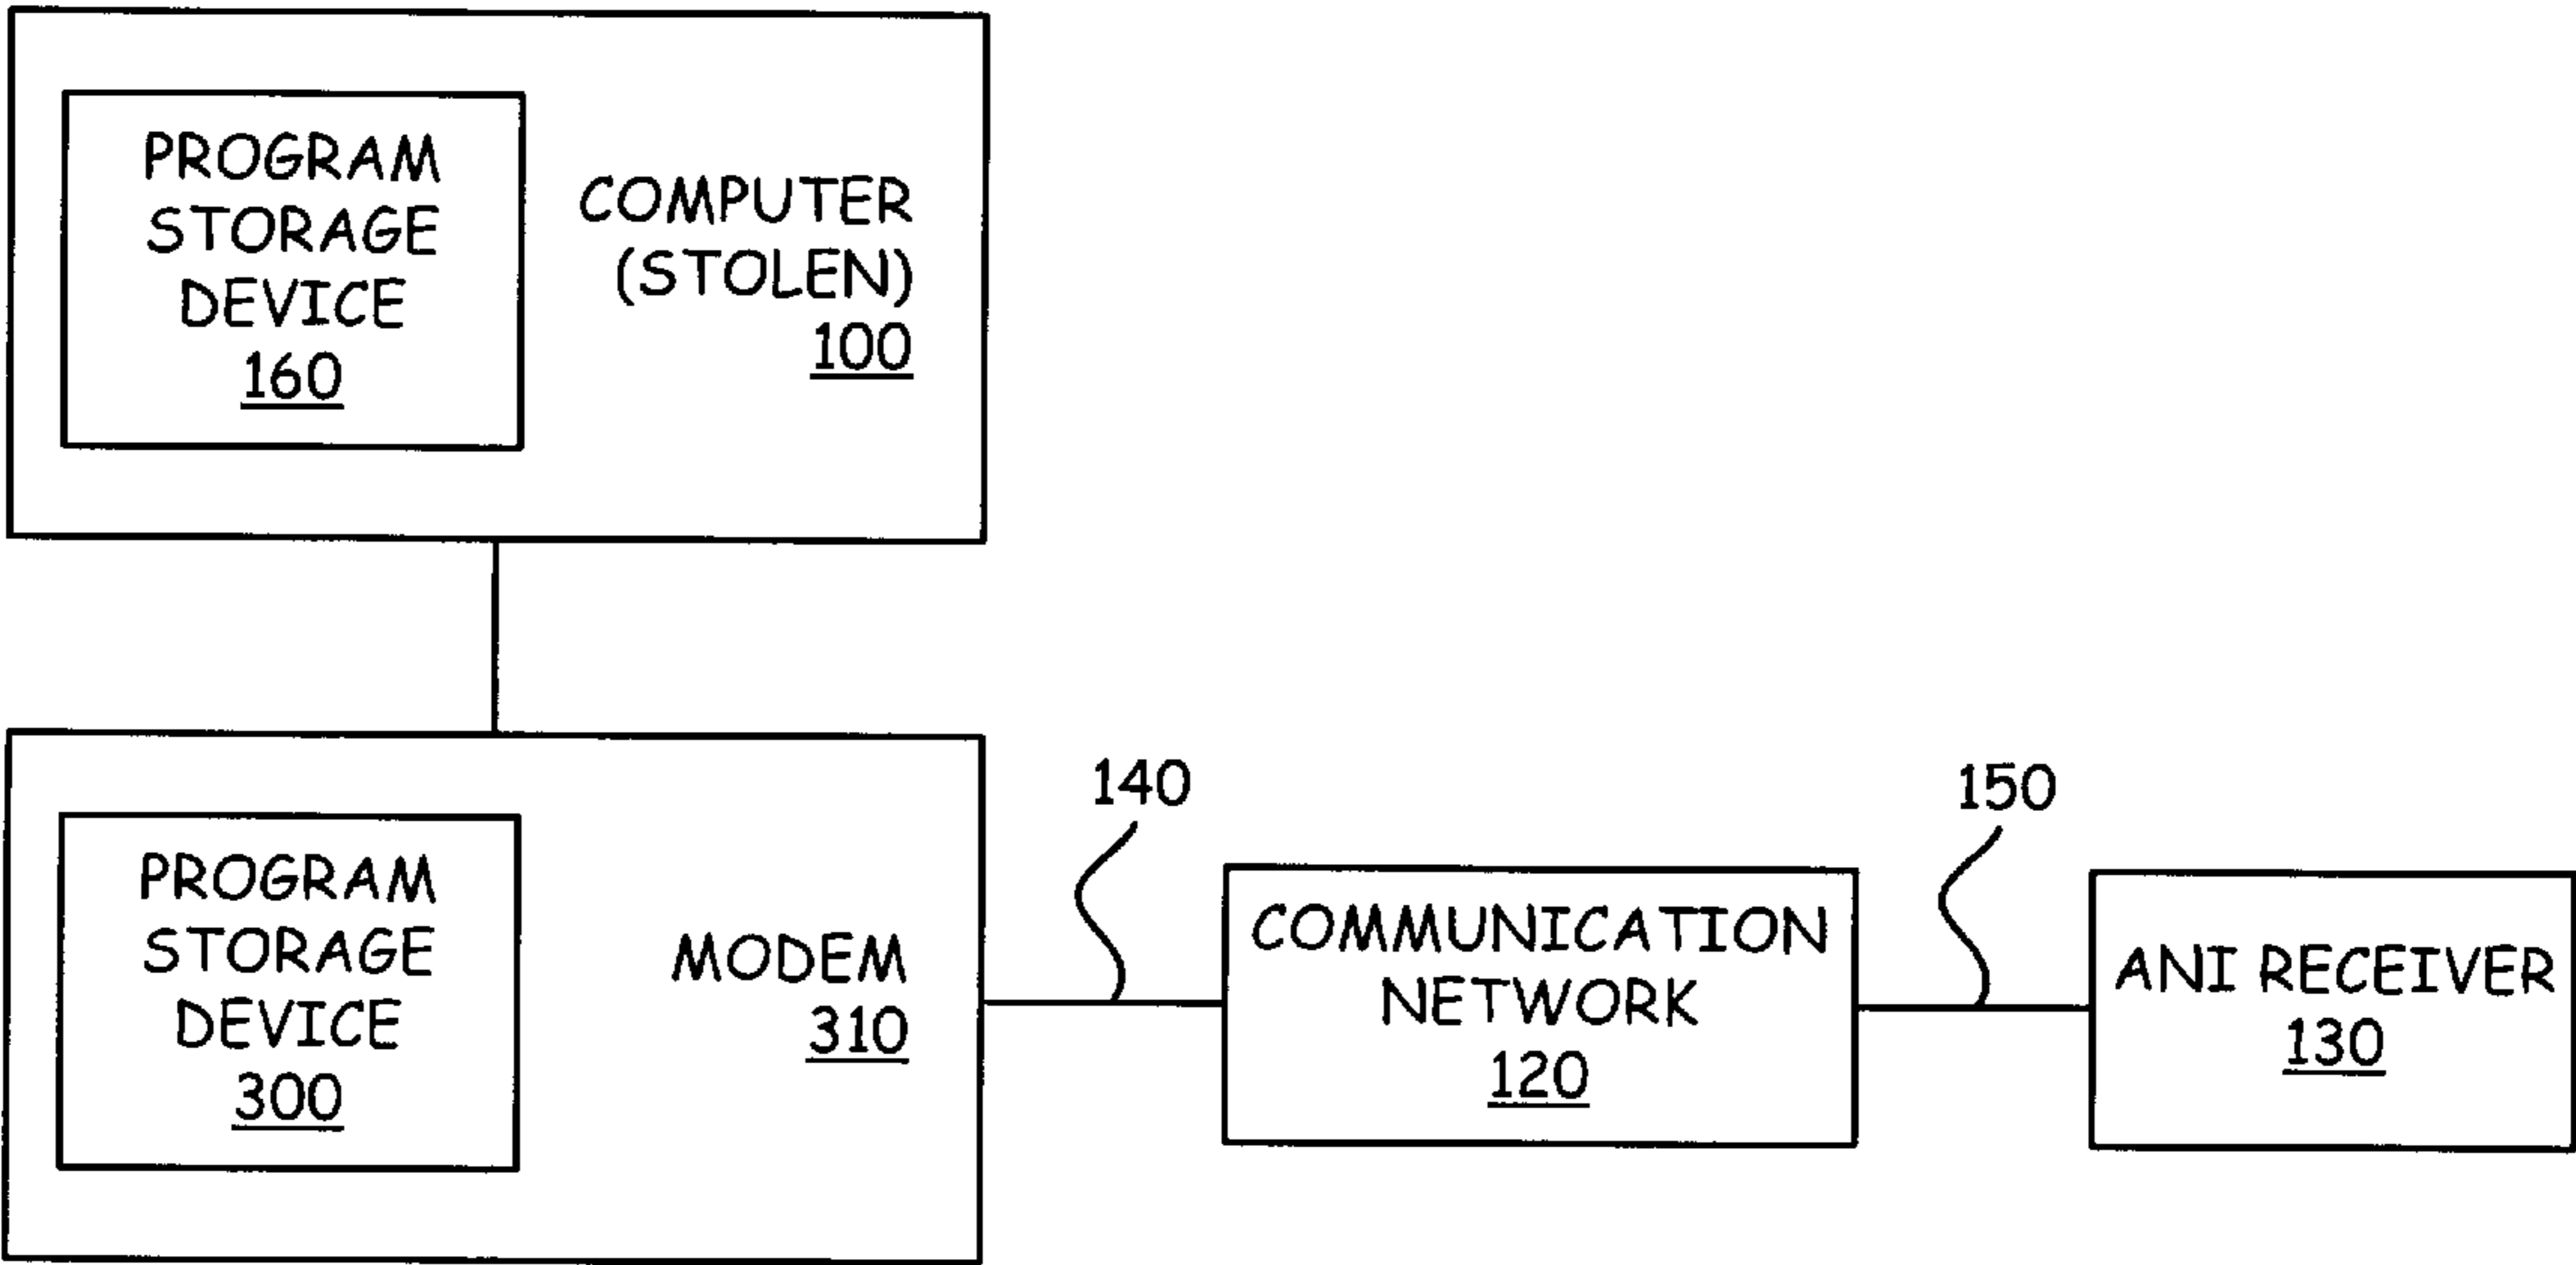 PROGRAM
STORAGE
DEVICE
160
COMPUTER
(STOLEN)
100
PROGRAM
STORAGE
DEVICE
300
MODEM
310
140
COMMUNICATION
NETWORK
120
150
ANI RECEIVER
130